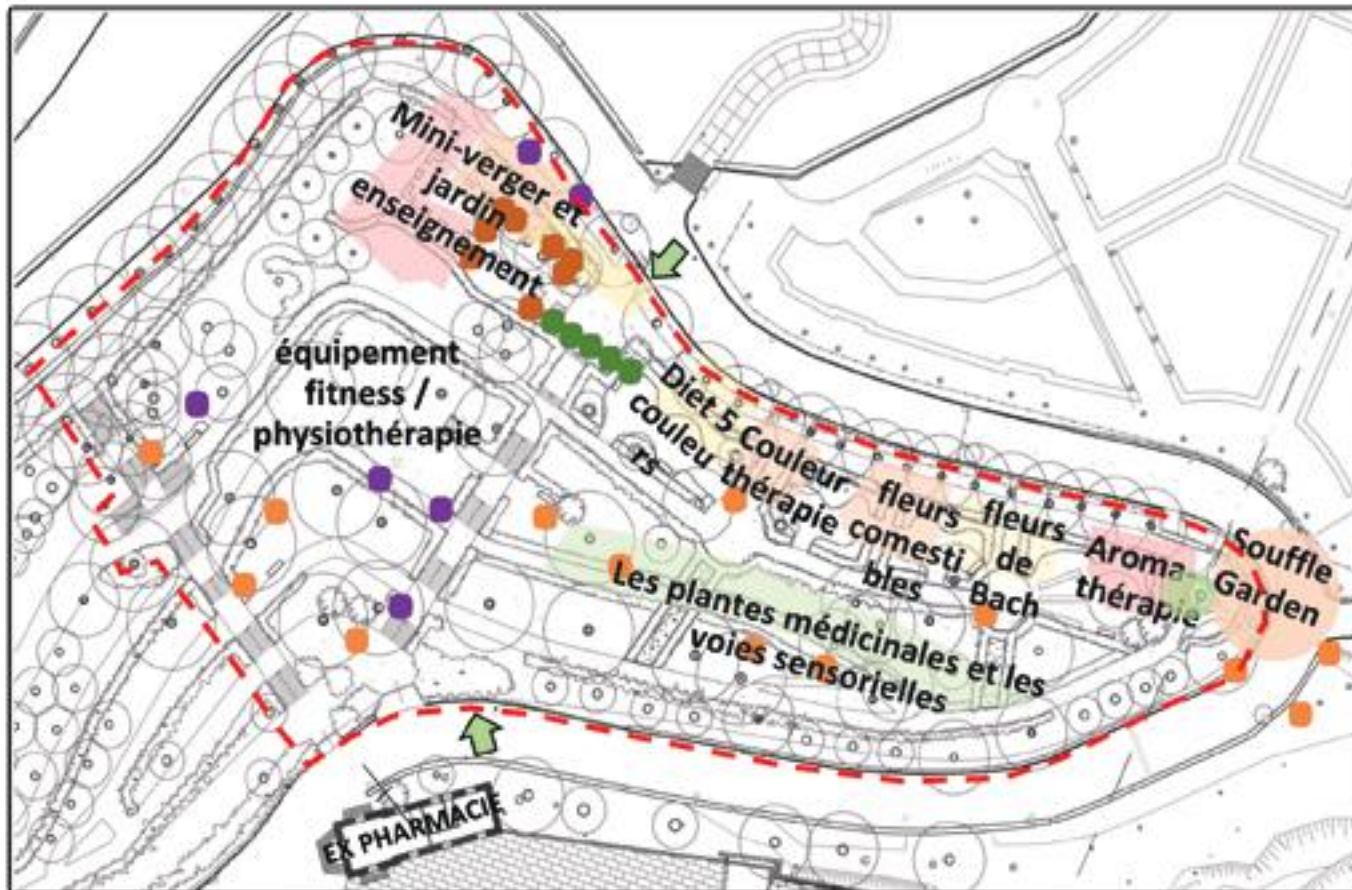 Mini-verger et
jardin
enseignement
équipement
fitness /
physiothérapie
Diet 5
couleu
rs
Couleur
thérapie
fleurs
comesti
bles
fleurs
de
Bach
Aroma
thérapie
Souffle
Garden
Les plantes médicinales et les
voies sensorielles
EX PHARMACIE